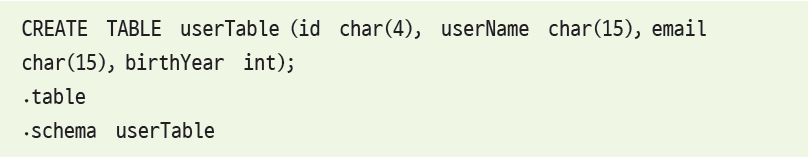 CREATE TABLE userTable (id char(4), userName char(15), email
char(15), birthYear int);
.table
.schema userTable